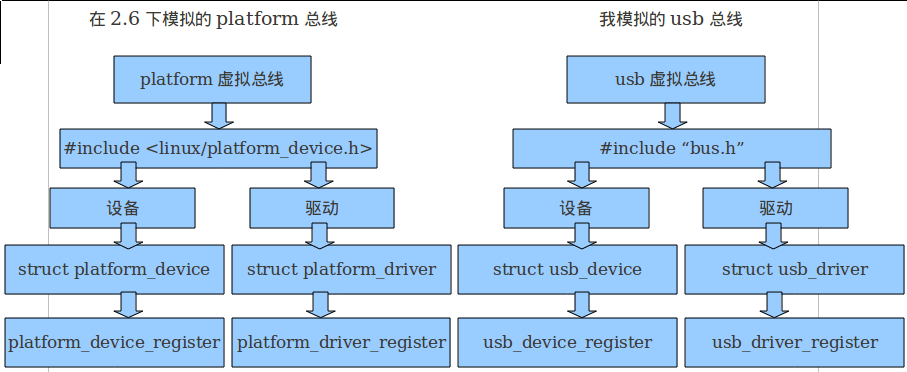 在 2.6 下模拟的 platform 总线
我模拟的 usb 总线
platform 虚拟总线
usb 虚拟总线
#include <linux/platform_device.h>
#include “bus.h”
设备
驱动
设备
驱动
struct platform_device
struct platform_driver
struct usb_device
struct usb_driver
platform_device_register
platform_driver_register
usb_device_register
usb_driver_register